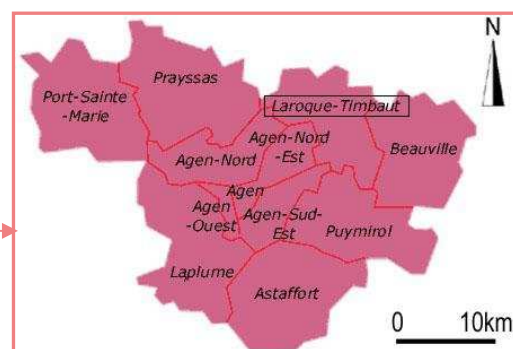 N
Prayssas
Port-Sainte
-Marie
Laroque-Timbaut
Agen-Nord
-Est
Agen-Nord
Beauville
Agen
Agen
-Ouest
Agen-Sud-
Est
Puymirol
Laplume
Astaffort
0 10km